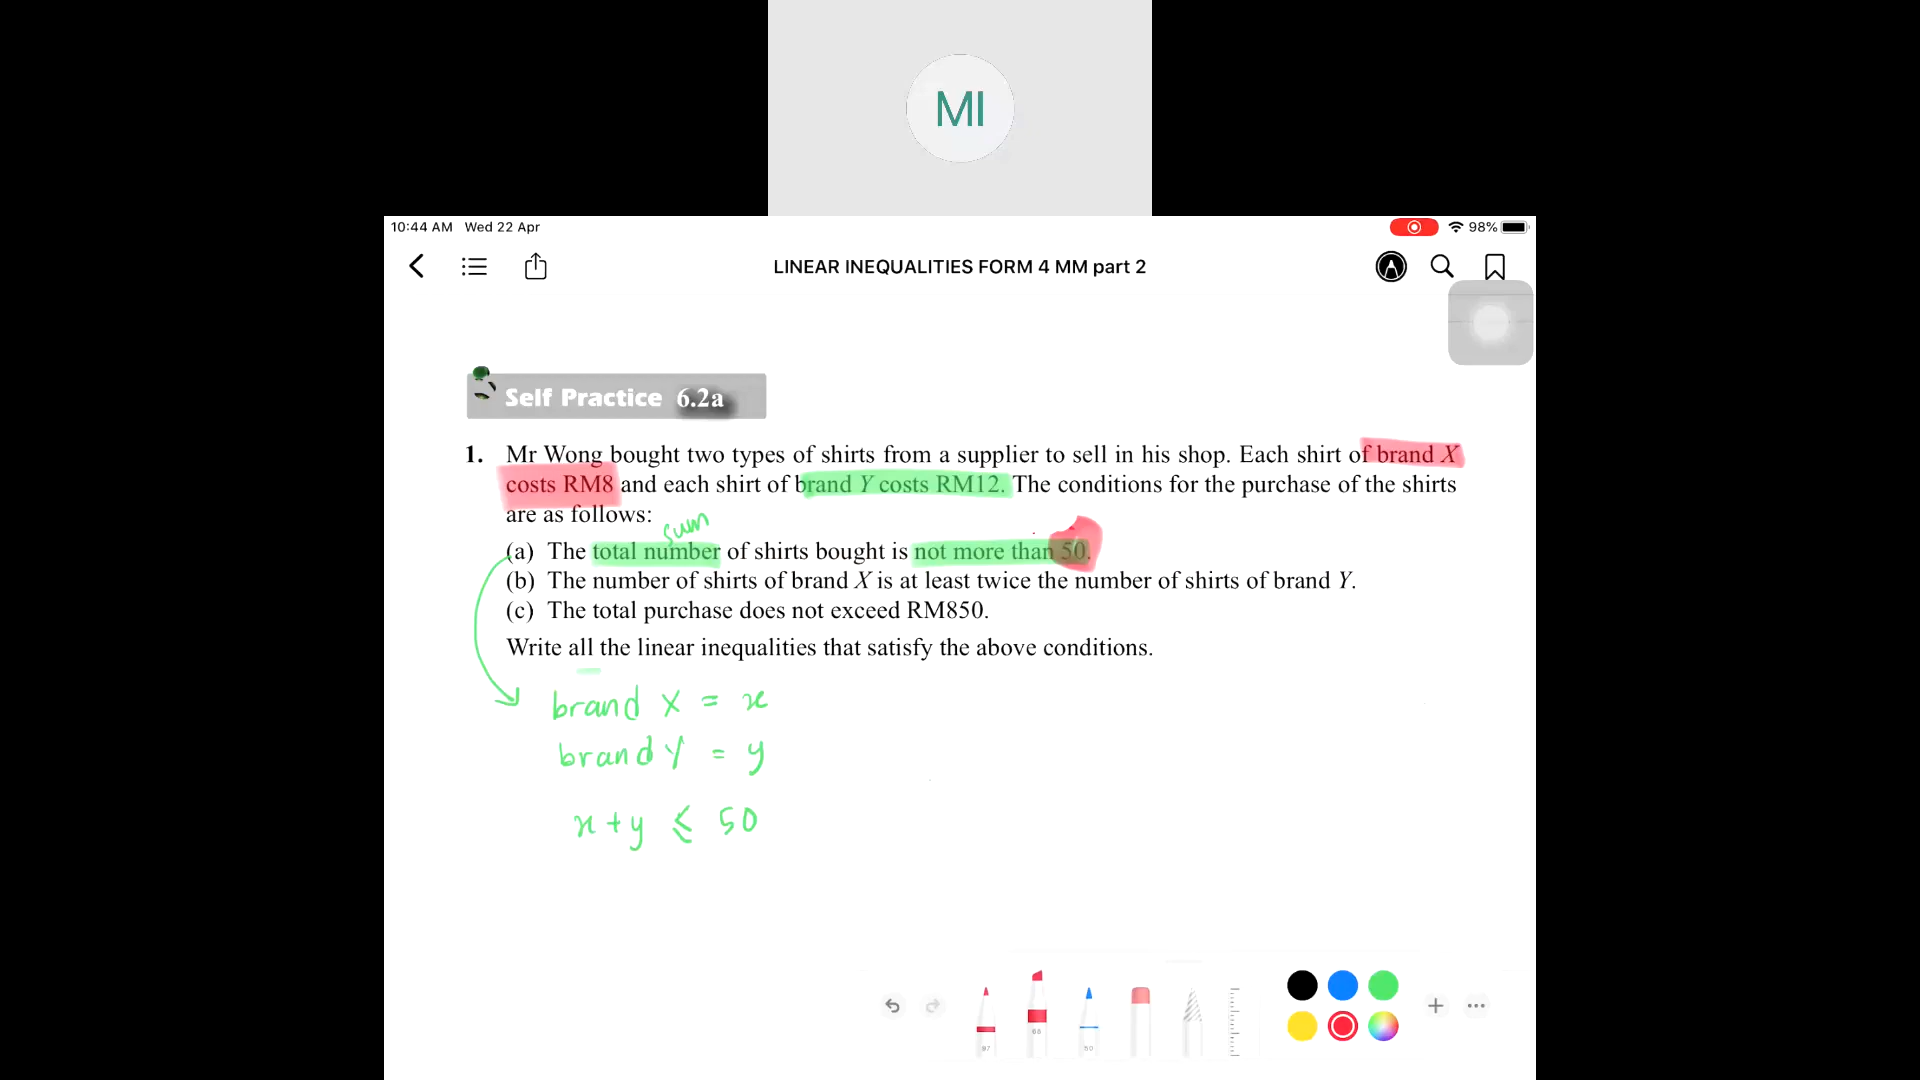 MI
10:44 AM Wed 22 Apr
98%
LINEAR INEQUALITIES FORM 4 MM part 2
Self Practice 6.2a
1. Mr Wong bought two types of shirts from a supplier to sell in his shop. Each shirt of brand X
costs RM8 and each shirt of brand Y costs RM12. The conditions for the purchase of the shirts
are as follows:
sum
(a) The total number of shirts bought is not more than 50.
(b) The number of shirts of brand X is at least twice the number of shirts of brand Y.
(c) The total purchase does not exceed RM850.
Write all the linear inequalities that satisfy the above conditions.
brand X = x
brand Y = y
x + y ≤ 50
97
68
50